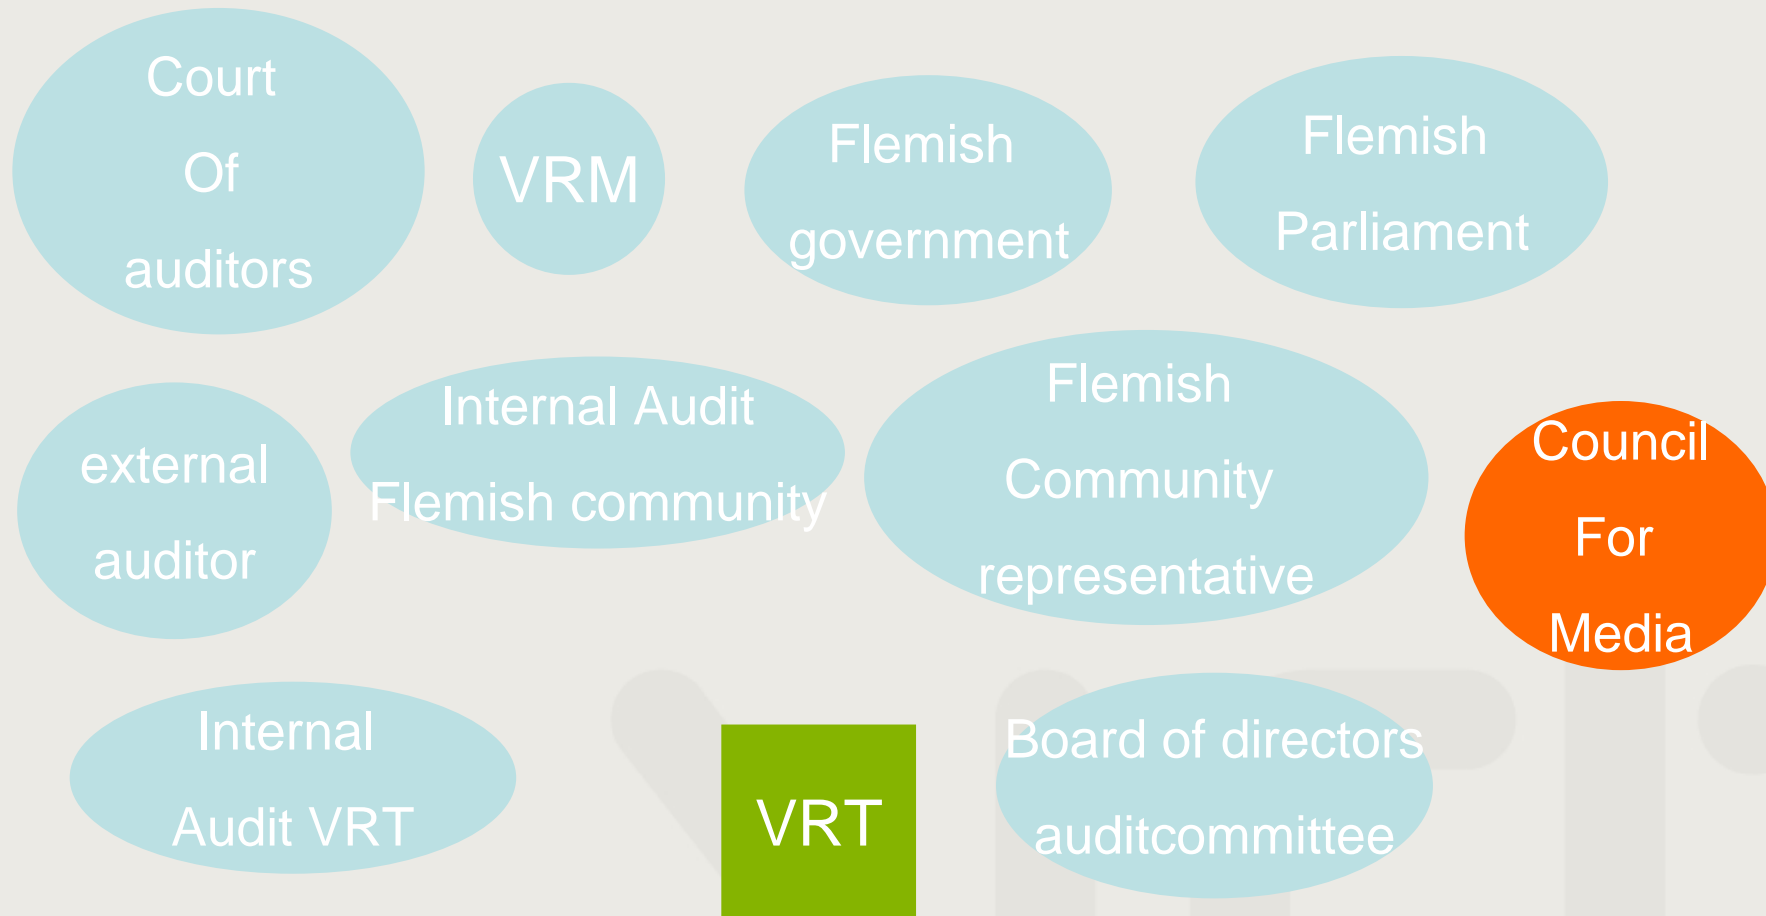 Court
Of
auditors
VRM
Flemish
government
Flemish
Parliament
external
auditor
Internal Audit
Flemish community
Flemish
Community
representative
Council
For
Media
Internal
Audit VRT
VRT
Board of directors
auditcommittee